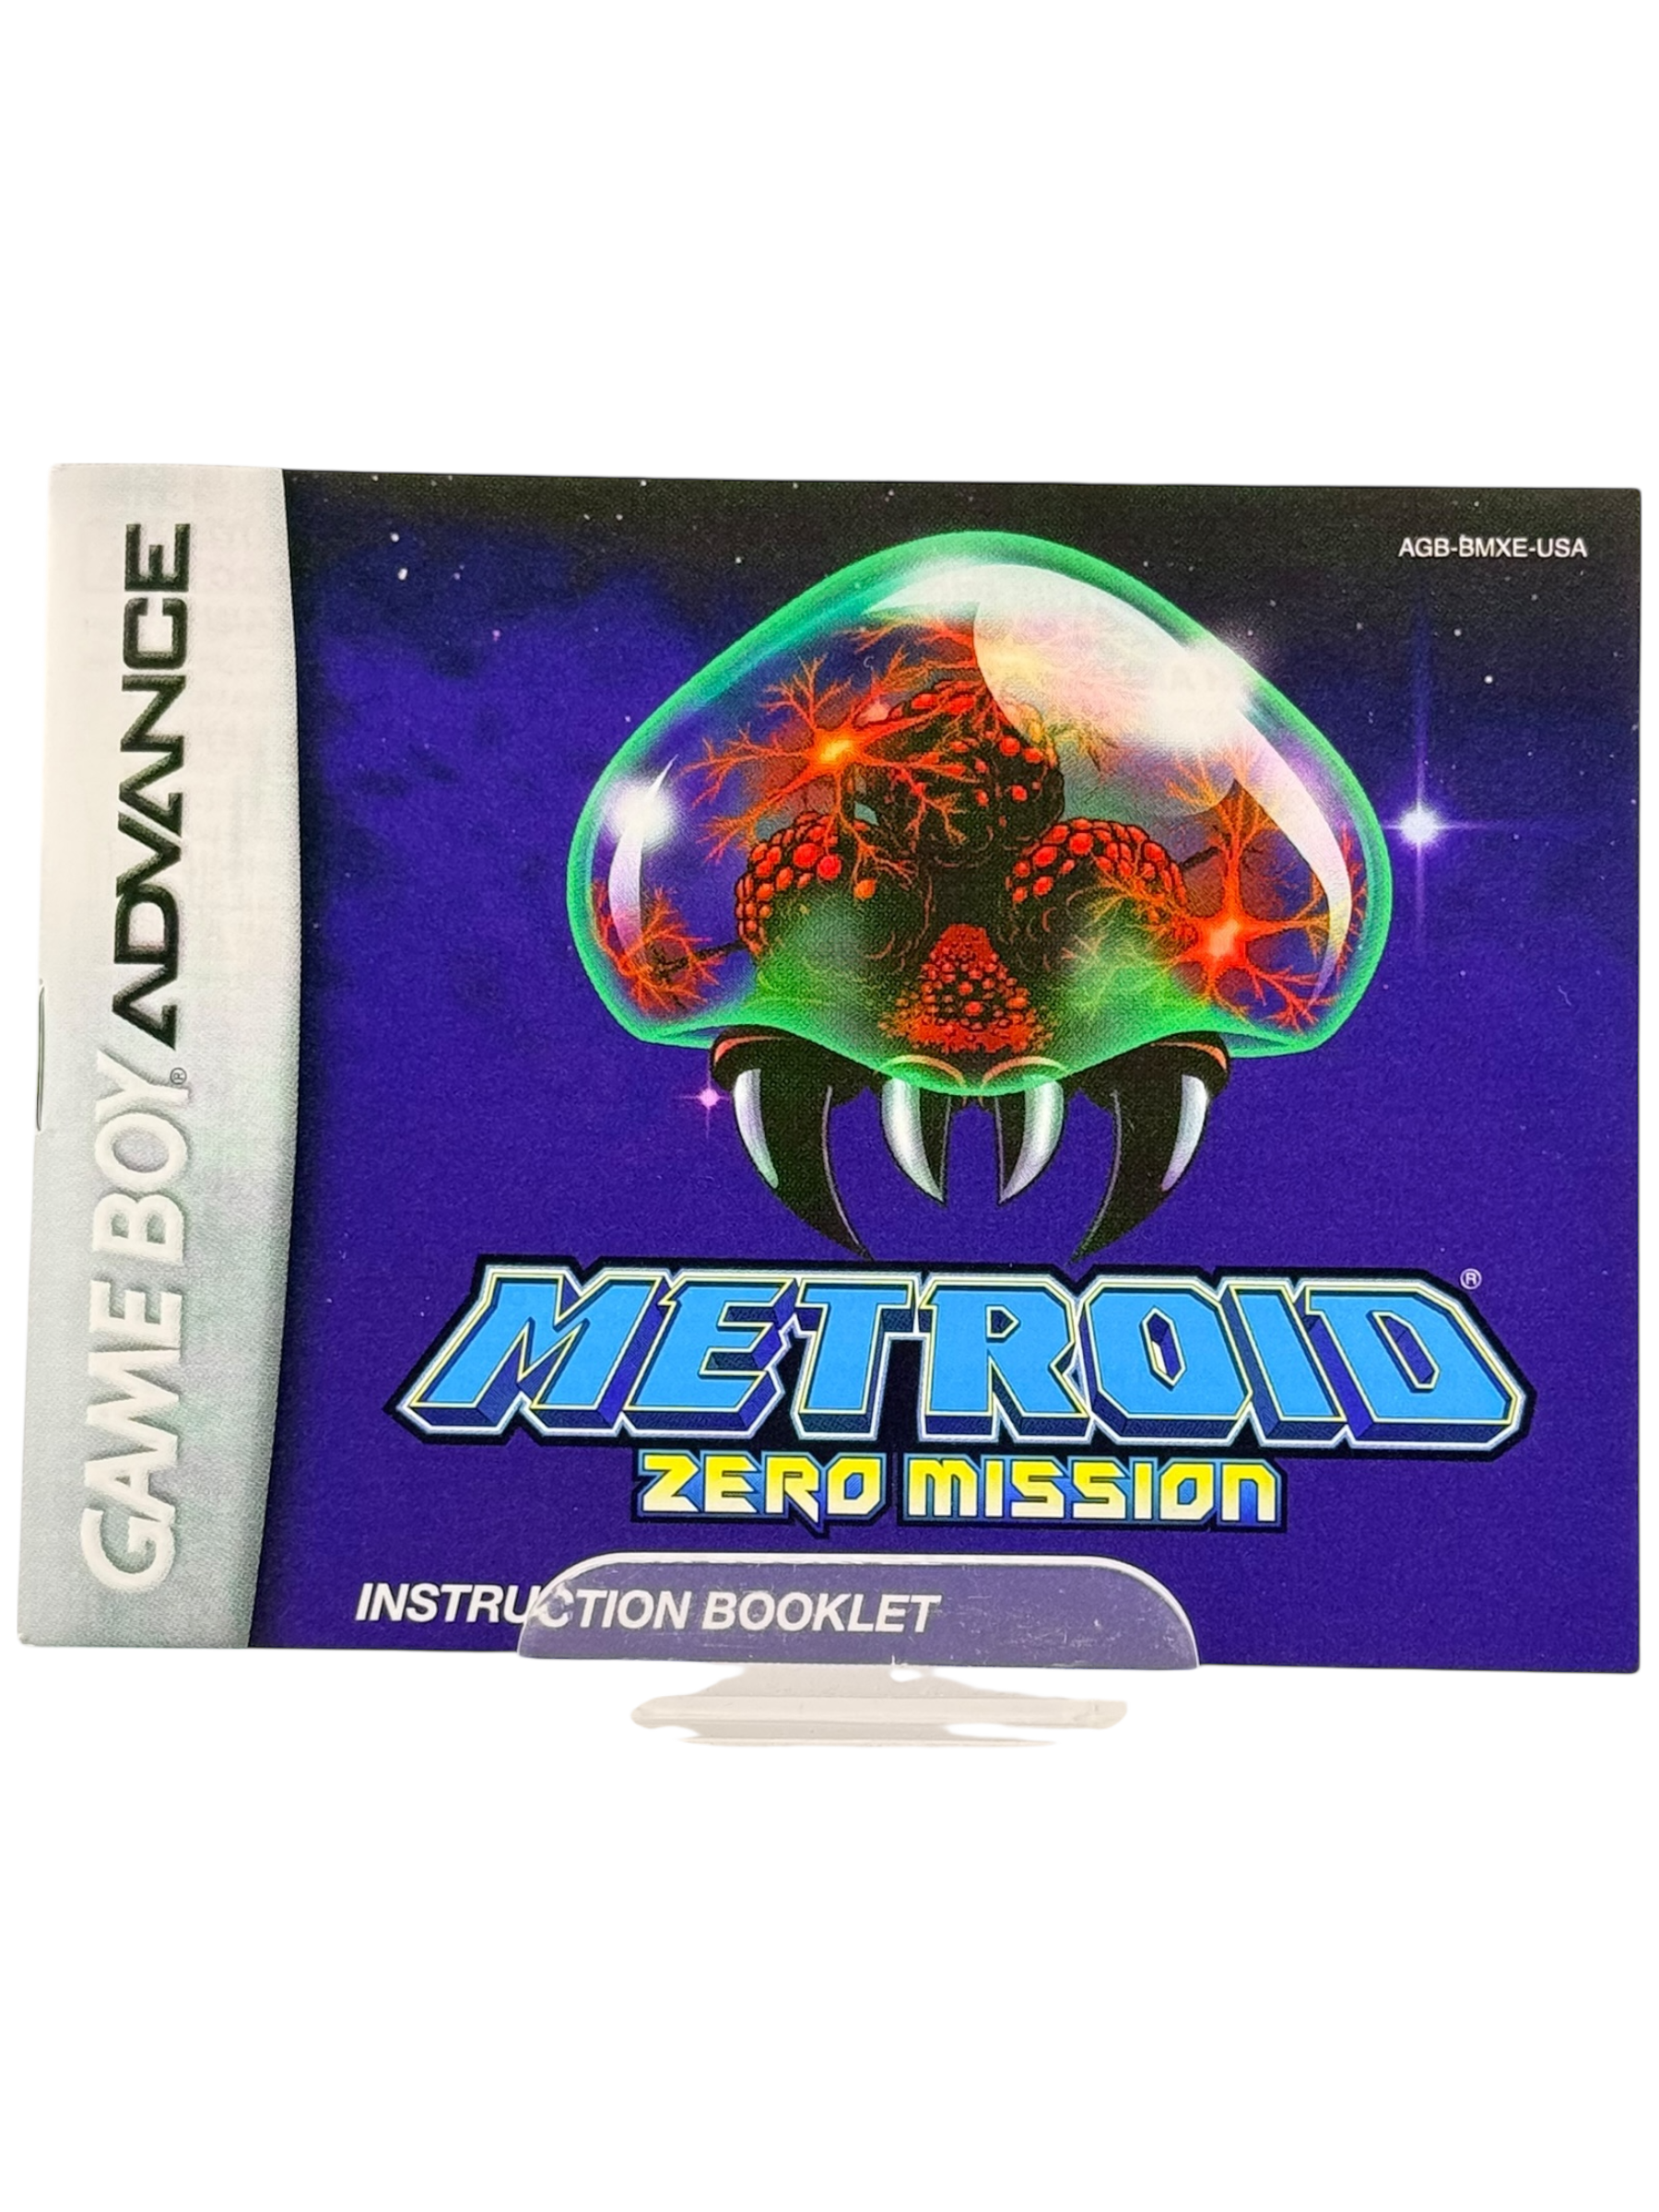 GAME BOY® ADVANCE
AGB-BMXE-USA
METROID®
ZERO MISSION
INSTRUCTION BOOKLET